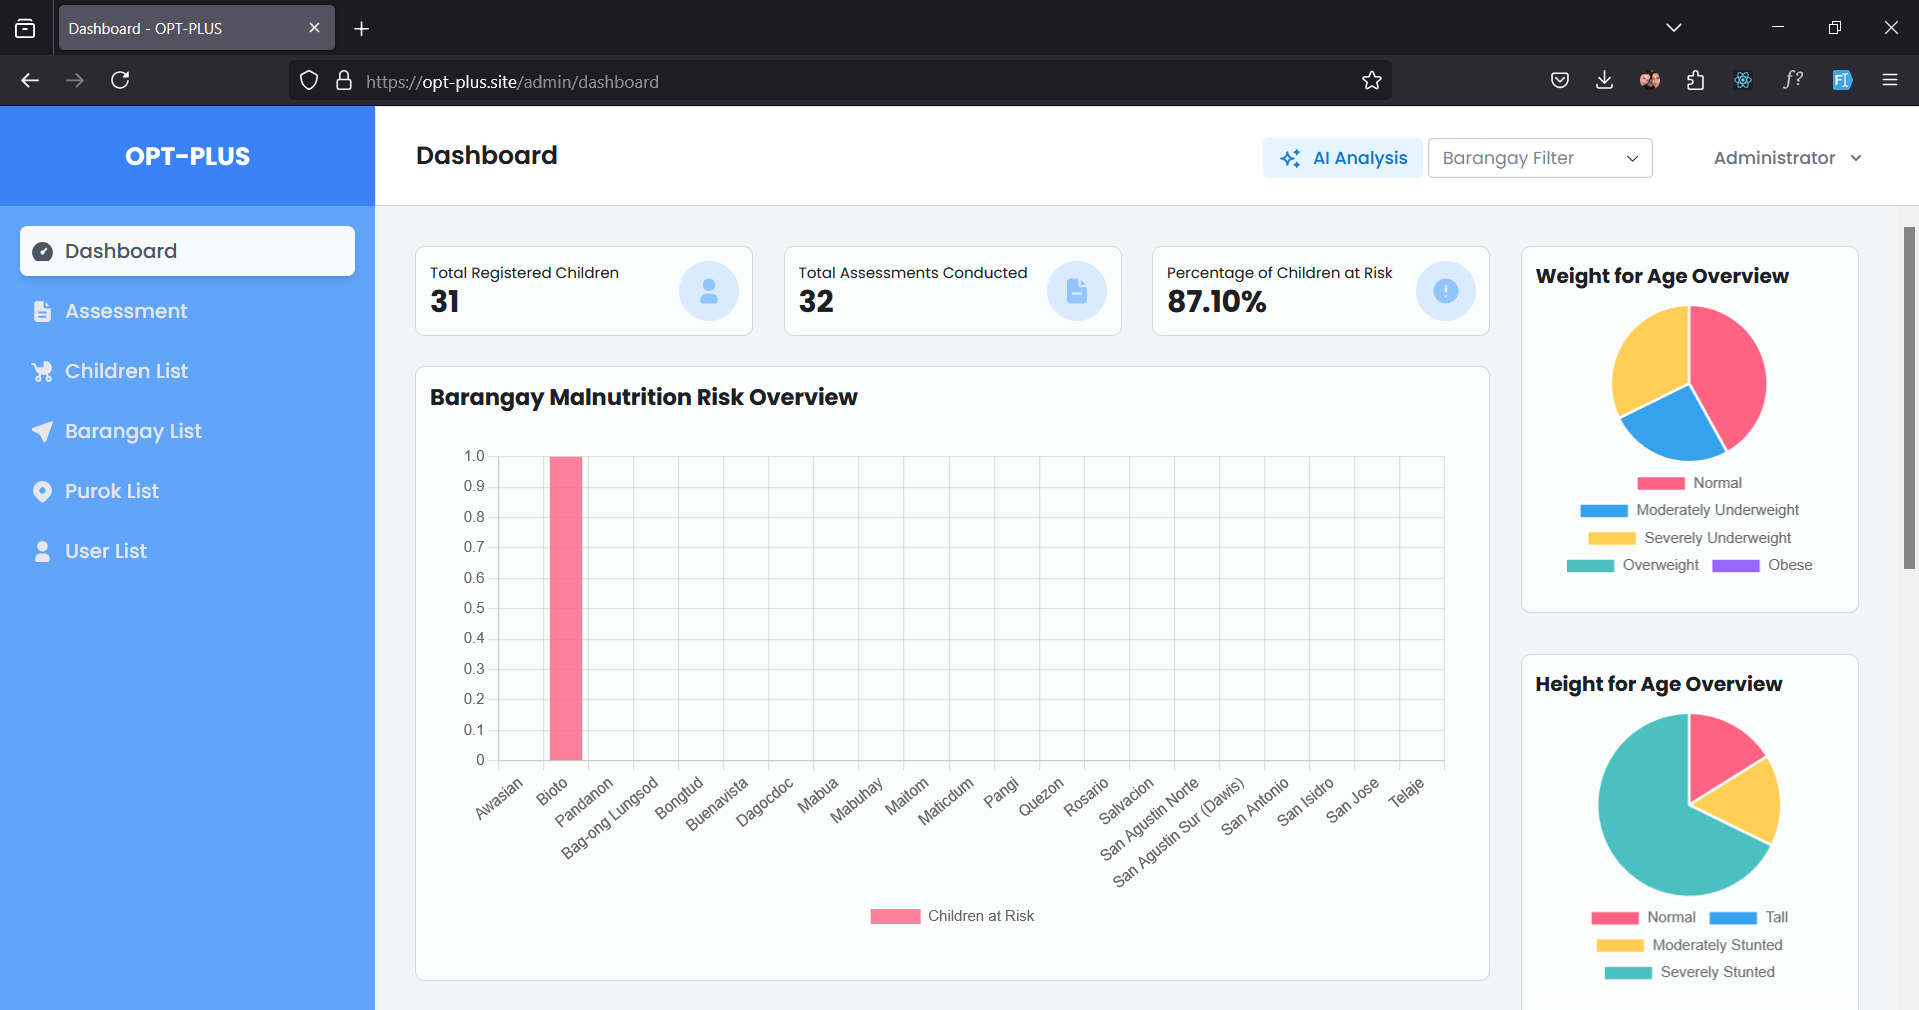 Dashboard - OPT-PLUS
https://opt-plus.site/admin/dashboard
f?
FI
OPT-PLUS
Dashboard
Assessment
Children List
Barangay List
Purok List
User List
Dashboard
AI Analysis
Barangay Filter
Administrator
Total Registered Children
31
Total Assessments Conducted
32
Percentage of Children at Risk
87.10%
Barangay Malnutrition Risk Overview
1.0
0.9
0.8
0.7
0.6
0.5
0.4
0.3
0.2
0.1
0
Awasian
Bioto
Pandanon
Bag-ong Lungsod
Bongtud
Buenavista
Dagocdoc
Mabua
Mabuhay
Maitom
Maticdum
Pangi
Quezon
Rosario
Salvacion
San Agustin Norte
San Agustin Sur (Dawis)
San Antonio
San Isidro
San Jose
Telaje
Children at Risk
Weight for Age Overview
Normal
Moderately Underweight
Severely Underweight
Overweight
Obese
Height for Age Overview
Normal
Tall
Moderately Stunted
Severely Stunted